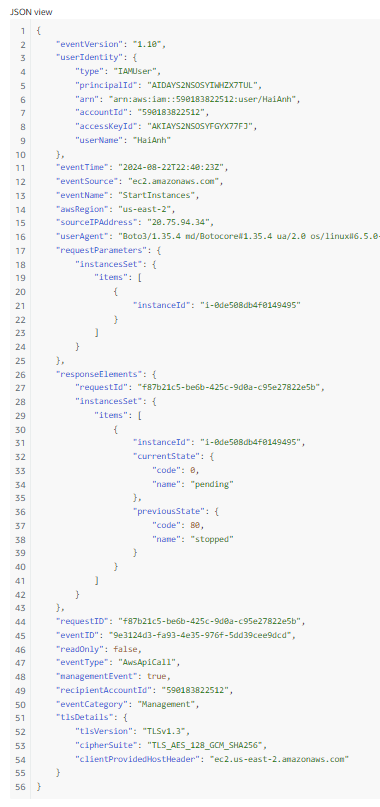 JSON view
1 {
2 "eventVersion": "1.10",
3 "userIdentity": {
4 "type": "IAMUser",
5 "principalId": "AIDAYS2NSOSYIWHZX7TUL",
6 "arn": "arn:aws:iam::590183822512:user/HaiAnh",
7 "accountId": "590183822512",
8 "accessKeyId": "AKIAYS2NSOSYFGYX77FJ",
9 "userName": "HaiAnh"
10 },
11 "eventTime": "2024-08-22T22:40:23Z",
12 "eventSource": "ec2.amazonaws.com",
13 "eventName": "StartInstances",
14 "awsRegion": "us-east-2",
15 "sourceIPAddress": "20.75.94.34",
16 "userAgent": "Boto3/1.35.4 md/Botocore#1.35.4 ua/2.0 os/linux#6.5.0-
17 "requestParameters": {
18 "instancesSet": {
19 "items": [
20 {
21 "instanceId": "i-0de508db4f0149495"
22 }
23 ]
24 }
25 },
26 "responseElements": {
27 "requestId": "f87b21c5-be6b-425c-9d0a-c95e27822e5b",
28 "instancesSet": {
29 "items": [
30 {
31 "instanceId": "i-0de508db4f0149495",
32 "currentState": {
33 "code": 0,
34 "name": "pending"
35 },
36 "previousState": {
37 "code": 80,
38 "name": "stopped"
39 }
40 }
41 ]
42 }
43 },
44 "requestID": "f87b21c5-be6b-425c-9d0a-c95e27822e5b",
45 "eventID": "9e3124d3-fa93-4e35-976f-5dd39cee9dcd",
46 "readOnly": false,
47 "eventType": "AwsApiCall",
48 "managementEvent": true,
49 "recipientAccountId": "590183822512",
50 "eventCategory": "Management",
51 "tlsDetails": {
52 "tlsVersion": "TLSv1.3",
53 "cipherSuite": "TLS_AES_128_GCM_SHA256",
54 "clientProvidedHostHeader": "ec2.us-east-2.amazonaws.com"
55 }
56 }